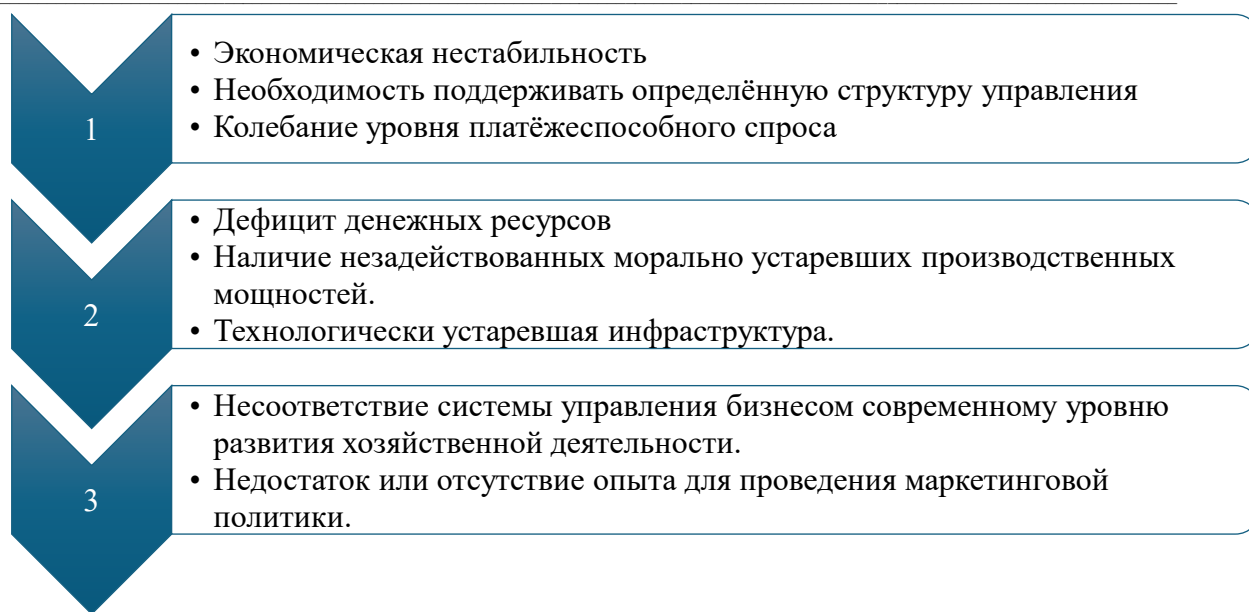 1
• Экономическая нестабильность
• Необходимость поддерживать определённую структуру управления
• Колебание уровня платёжеспособного спроса
2
• Дефицит денежных ресурсов
• Наличие незадействованных морально устаревших производственных
мощностей.
• Технологически устаревшая инфраструктура.
3
• Несоответствие системы управления бизнесом современному уровню
развития хозяйственной деятельности.
• Недостаток или отсутствие опыта для проведения маркетинговой
политики.